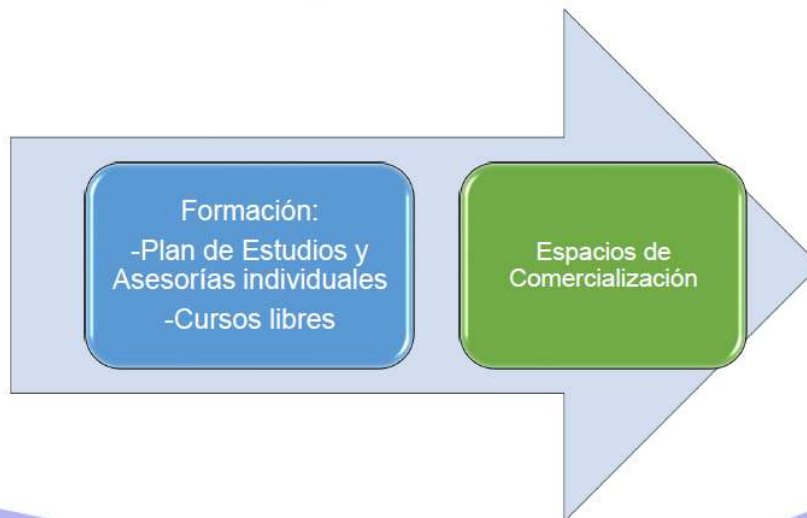 Formación:
-Plan de Estudios y
Asesorías individuales
-Cursos libres
Espacios de
Comercialización